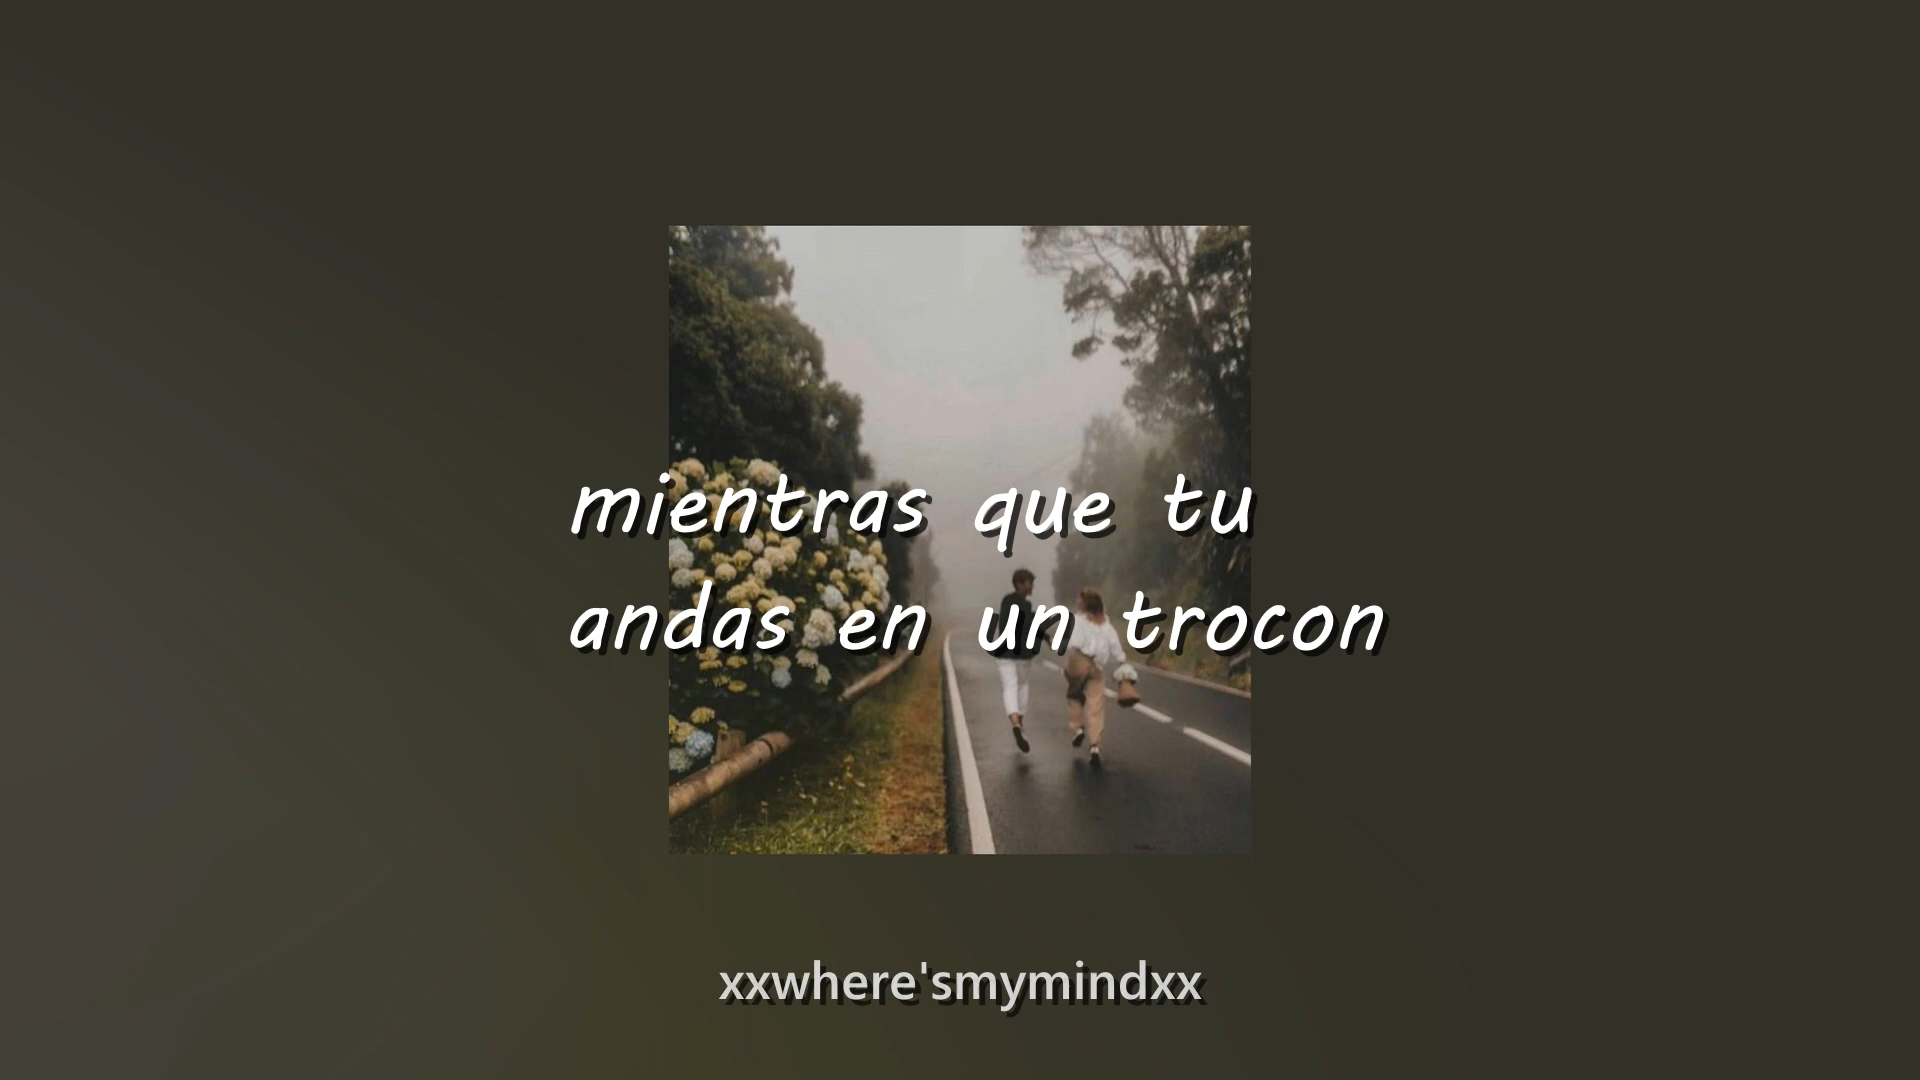 mientras que tu
andas en un trocon
xxwhere'smymindxx